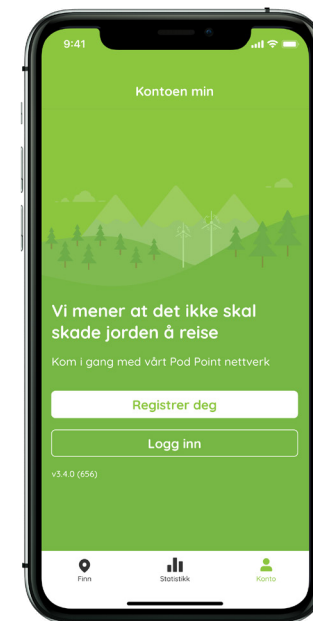 9:41
Kontoen min
Vi mener at det ikke skal
skade jorden å reise
Kom i gang med vårt Pod Point nettverk
Registrer deg
Logg inn
v3.4.0 (656)
Finn
Statistikk
Konto